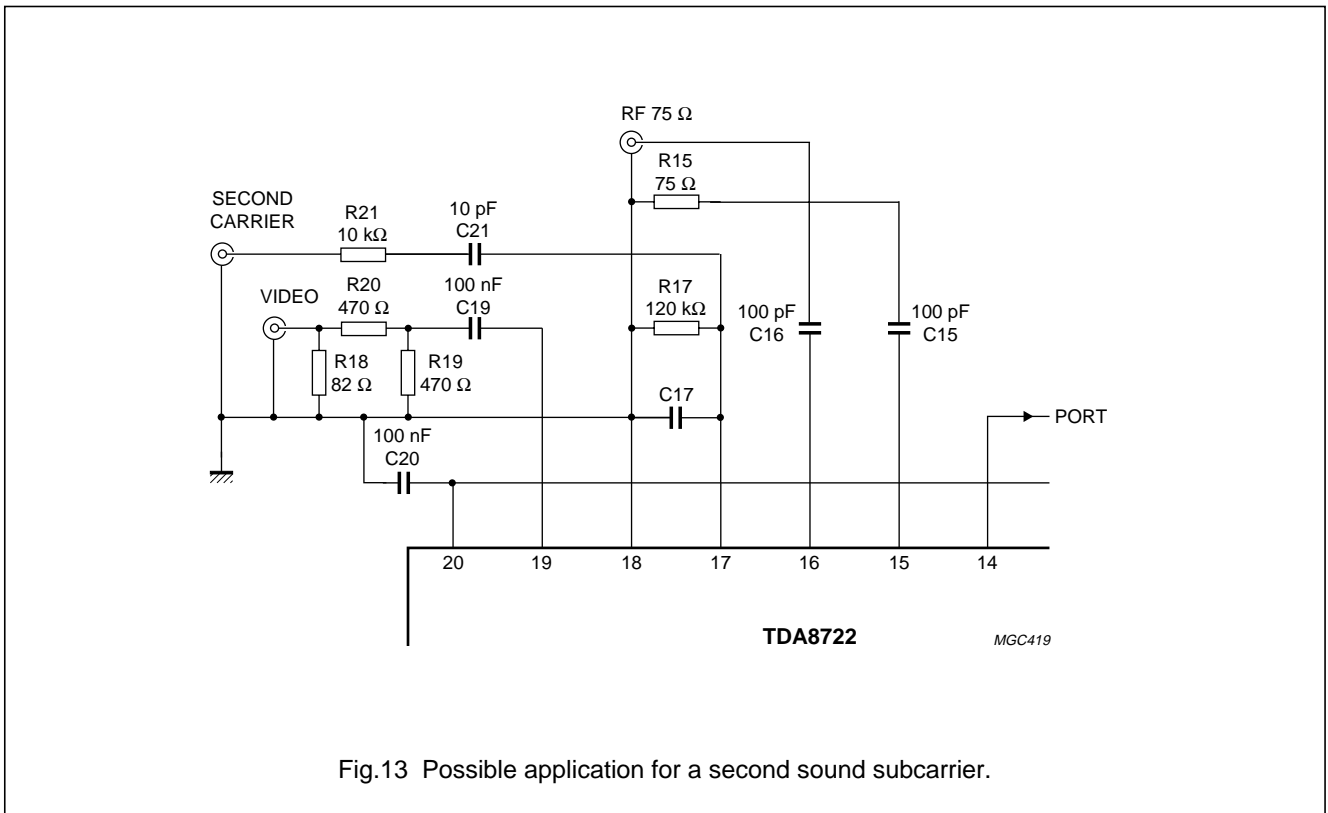 RF 75 Ω
R15
75 Ω
SECOND
CARRIER
R21
10 kΩ
10 pF
C21
VIDEO
R20
470 Ω
100 nF
C19
R17
120 kΩ
100 pF
C16
100 pF
C15
R18
82 Ω
R19
470 Ω
C17
PORT
100 nF
C20
20
19
18
17
16
15
14
TDA8722
MGC419
Fig.13 Possible application for a second sound subcarrier.